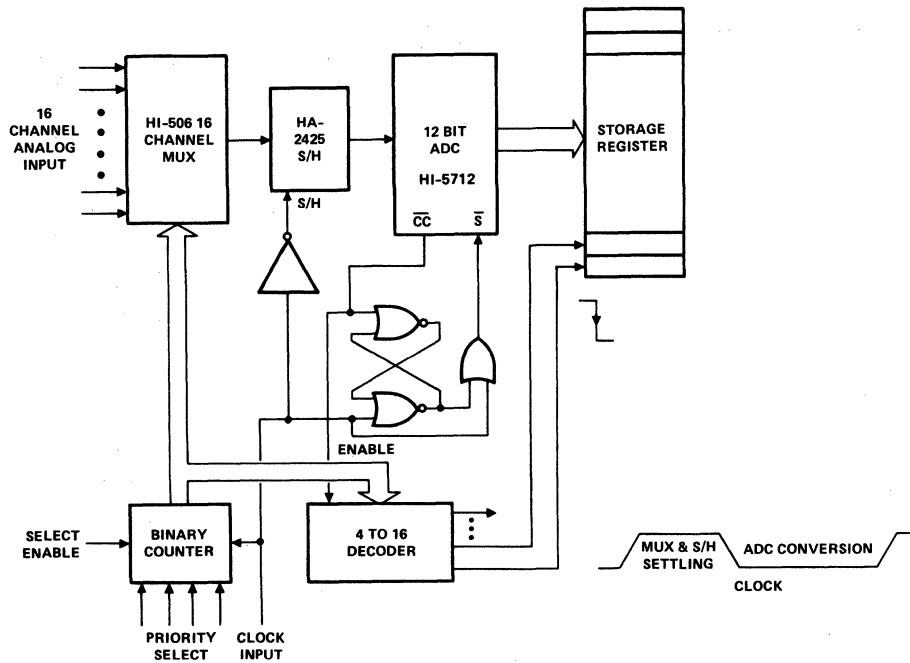 16
CHANNEL
ANALOG
INPUT
HI-506 16
CHANNEL
MUX
HA-
2425
S/H
S/H
12 BIT
ADC
HI-5712
CC
S
STORAGE
REGISTER
ENABLE
SELECT
ENABLE
BINARY
COUNTER
4 TO 16
DECODER
PRIORITY
SELECT
CLOCK
INPUT
MUX & S/H
SETTLING
ADC CONVERSION
CLOCK